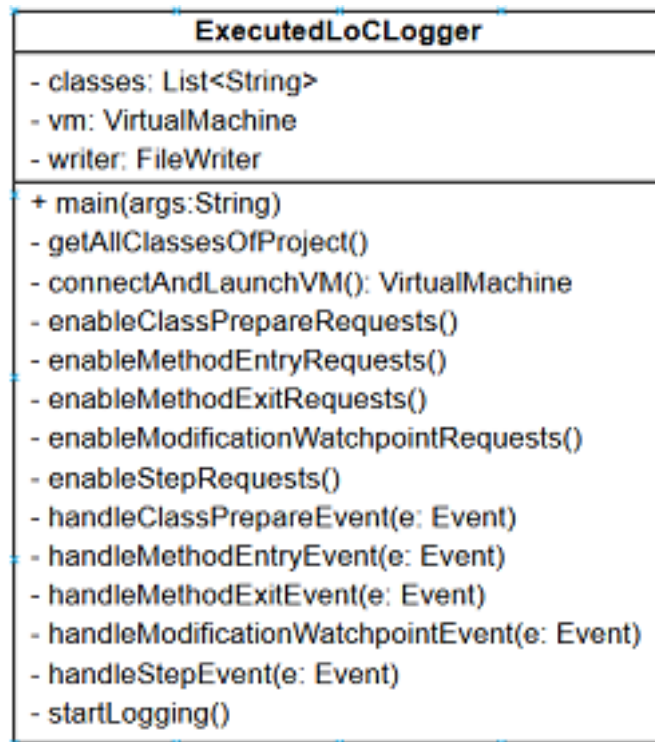 ExecutedLoCLogger
- classes: List<String>
- vm: VirtualMachine
- writer: FileWriter
+ main(args:String)
- getAllClassesOfProject()
- connectAndLaunchVM(): VirtualMachine
- enableClassPrepareRequests()
- enableMethodEntryRequests()
- enableMethodExitRequests()
- enableModificationWatchpointRequests()
- enableStepRequests()
- handleClassPrepareEvent(e: Event)
- handleMethodEntryEvent(e: Event)
- handleMethodExitEvent(e: Event)
- handleModificationWatchpointEvent(e: Event)
- handleStepEvent(e: Event)
- startLogging()